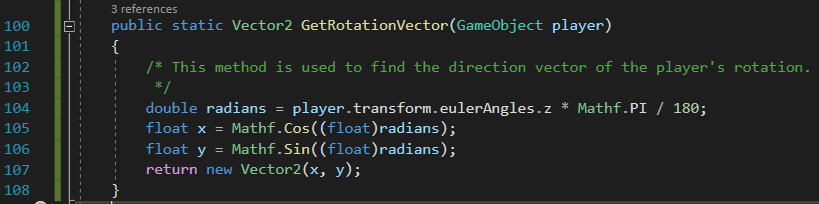 3 references
100 public static Vector2 GetRotationVector(GameObject player)
101 {
102 /* This method is used to find the direction vector of the player's rotation.
103 */
104 double radians = player.transform.eulerAngles.z * Mathf.PI / 180;
105 float x = Mathf.Cos((float)radians);
106 float y = Mathf.Sin((float)radians);
107 return new Vector2(x, y);
108 }